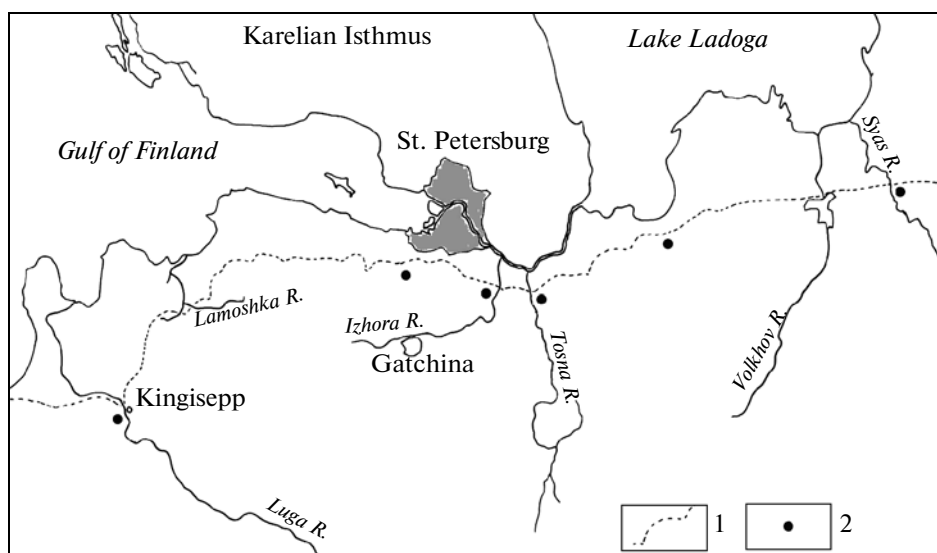 Karelian Isthmus
Lake Ladoga
St. Petersburg
Gulf of Finland
Syas R.
Lamoshka R.
Izhora R.
Gatchina
Tosna R.
Volkhov R.
Kingisepp
Luga R.
1
2